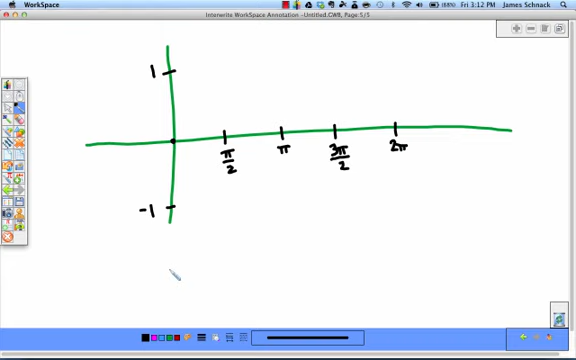 WorkSpace
(88%) Fri 3:12 PM James Schnack
Interwrite WorkSpace Annotation -Untitled.CWB, Page:5/5
1
π/2 π 3π/2 2π
-1